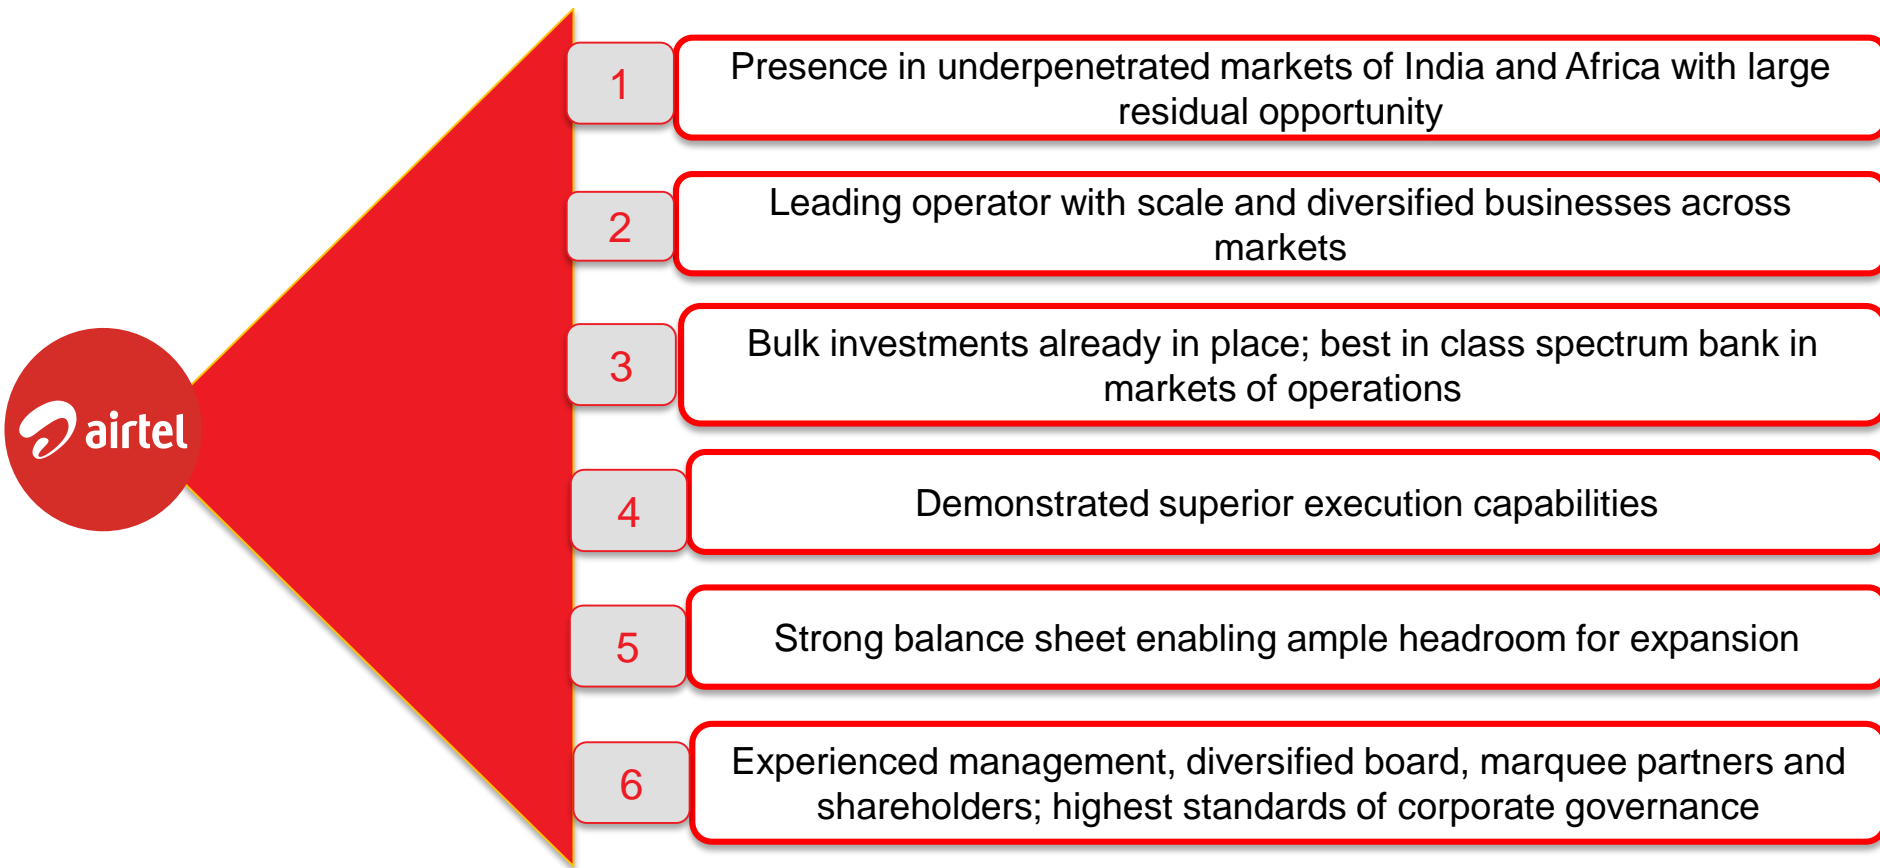 airtel
1
Presence in underpenetrated markets of India and Africa with large
residual opportunity
2
Leading operator with scale and diversified businesses across
markets
3
Bulk investments already in place; best in class spectrum bank in
markets of operations
4
Demonstrated superior execution capabilities
5
Strong balance sheet enabling ample headroom for expansion
6
Experienced management, diversified board, marquee partners and
shareholders; highest standards of corporate governance